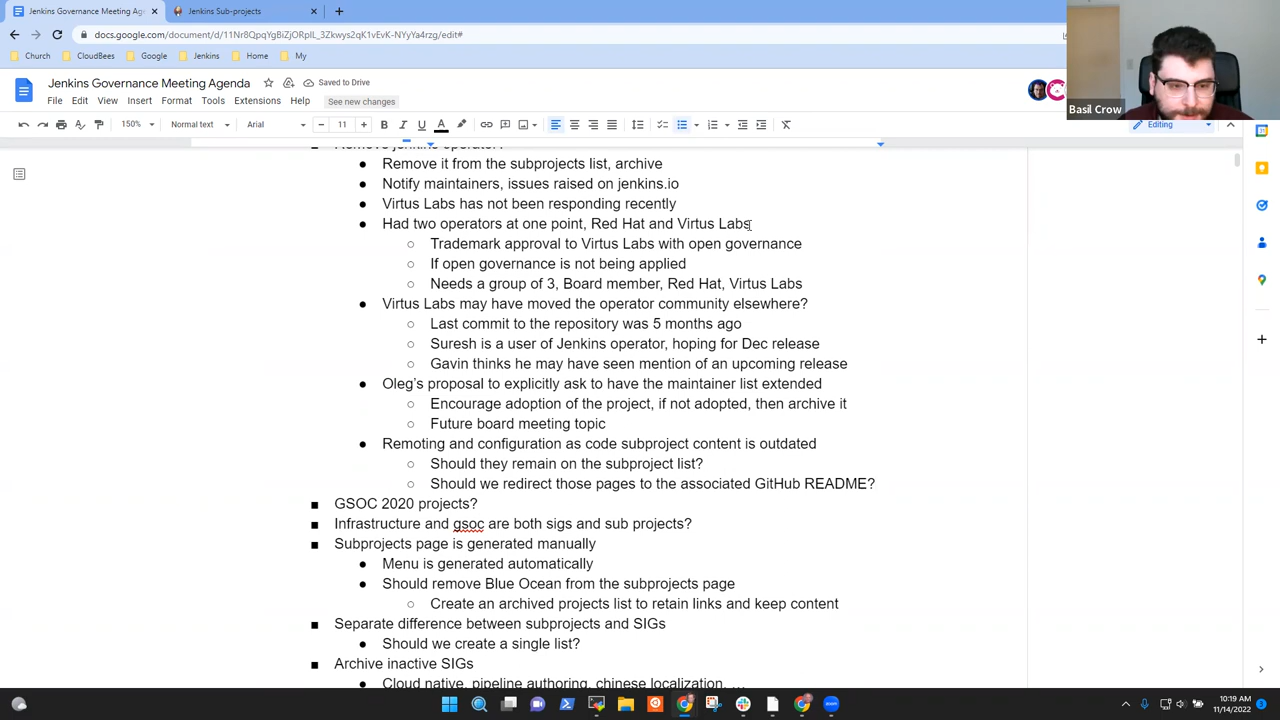 Jenkins Governance Meeting Age
Jenkins Sub-projects
docs.google.com/document/d/11Nr8QpqYgBiZjORpIL_3Zkwys2qK1vEvK-NYyYa4rzg/edit#
Church
CloudBees
Google
Jenkins
Home
My
Jenkins Governance Meeting Agenda
Saved to Drive
File Edit View Insert Format Tools Extensions Help
See new changes
150%
Normal text
Arial
11
Editing
Basil Crow
Remove it from the subprojects list, archive
Notify maintainers, issues raised on jenkins.io
Virtus Labs has not been responding recently
Had two operators at one point, Red Hat and Virtus Labs
Trademark approval to Virtus Labs with open governance
If open governance is not being applied
Needs a group of 3, Board member, Red Hat, Virtus Labs
Virtus Labs may have moved the operator community elsewhere?
Last commit to the repository was 5 months ago
Suresh is a user of Jenkins operator, hoping for Dec release
Gavin thinks he may have seen mention of an upcoming release
Oleg's proposal to explicitly ask to have the maintainer list extended
Encourage adoption of the project, if not adopted, then archive it
Future board meeting topic
Remoting and configuration as code subproject content is outdated
Should they remain on the subproject list?
Should we redirect those pages to the associated GitHub README?
GSOC 2020 projects?
Infrastructure and gsoc are both sigs and sub projects?
Subprojects page is generated manually
Menu is generated automatically
Should remove Blue Ocean from the subprojects page
Create an archived projects list to retain links and keep content
Separate difference between subprojects and SIGs
Should we create a single list?
Archive inactive SIGs
Cloud native, pipeline authoring, chinese localization, ...
10:19 AM
11/14/2022